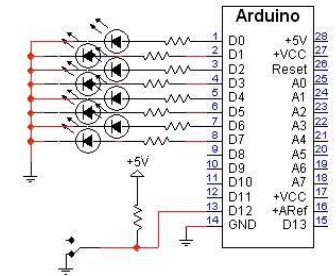 Arduino
1 D0 +5V 28
2 D1 +VCC 27
3 D2 Reset 26
4 D3 A0 25
5 D4 A1 24
6 D5 A2 23
7 D6 A3 22
8 D7 A4 21
9 D8 A5 20
10 D9 A6 19
11 D10 A7 18
12 D11 +VCC 17
13 D12 +ARef 16
14 GND D13 15
+5V